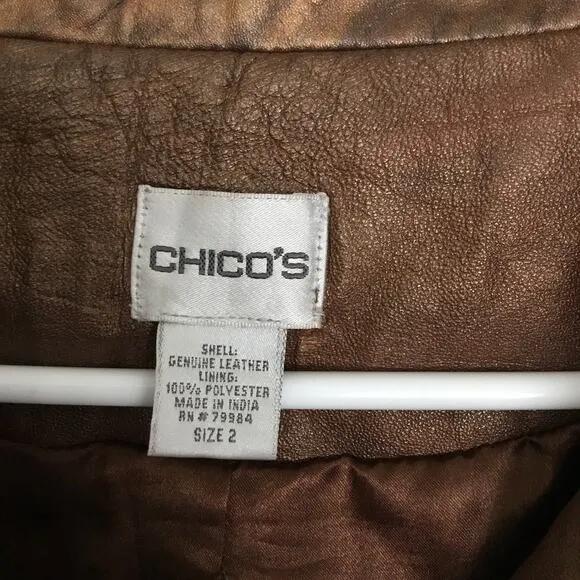 CHICO'S
SHELL:
GENUINE LEATHER
LINING:
100% POLYESTER
MADE IN INDIA
RN # 79984
SIZE 2